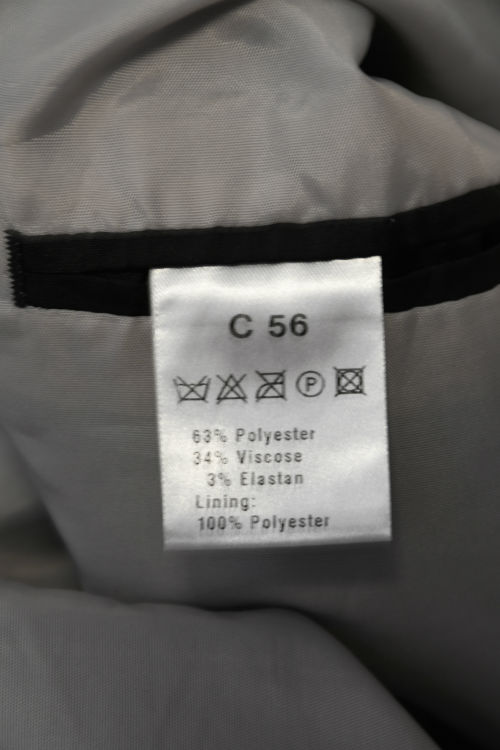 C 56
P
63% Polyester
34% Viscose
3% Elastan
Lining:
100% Polyester